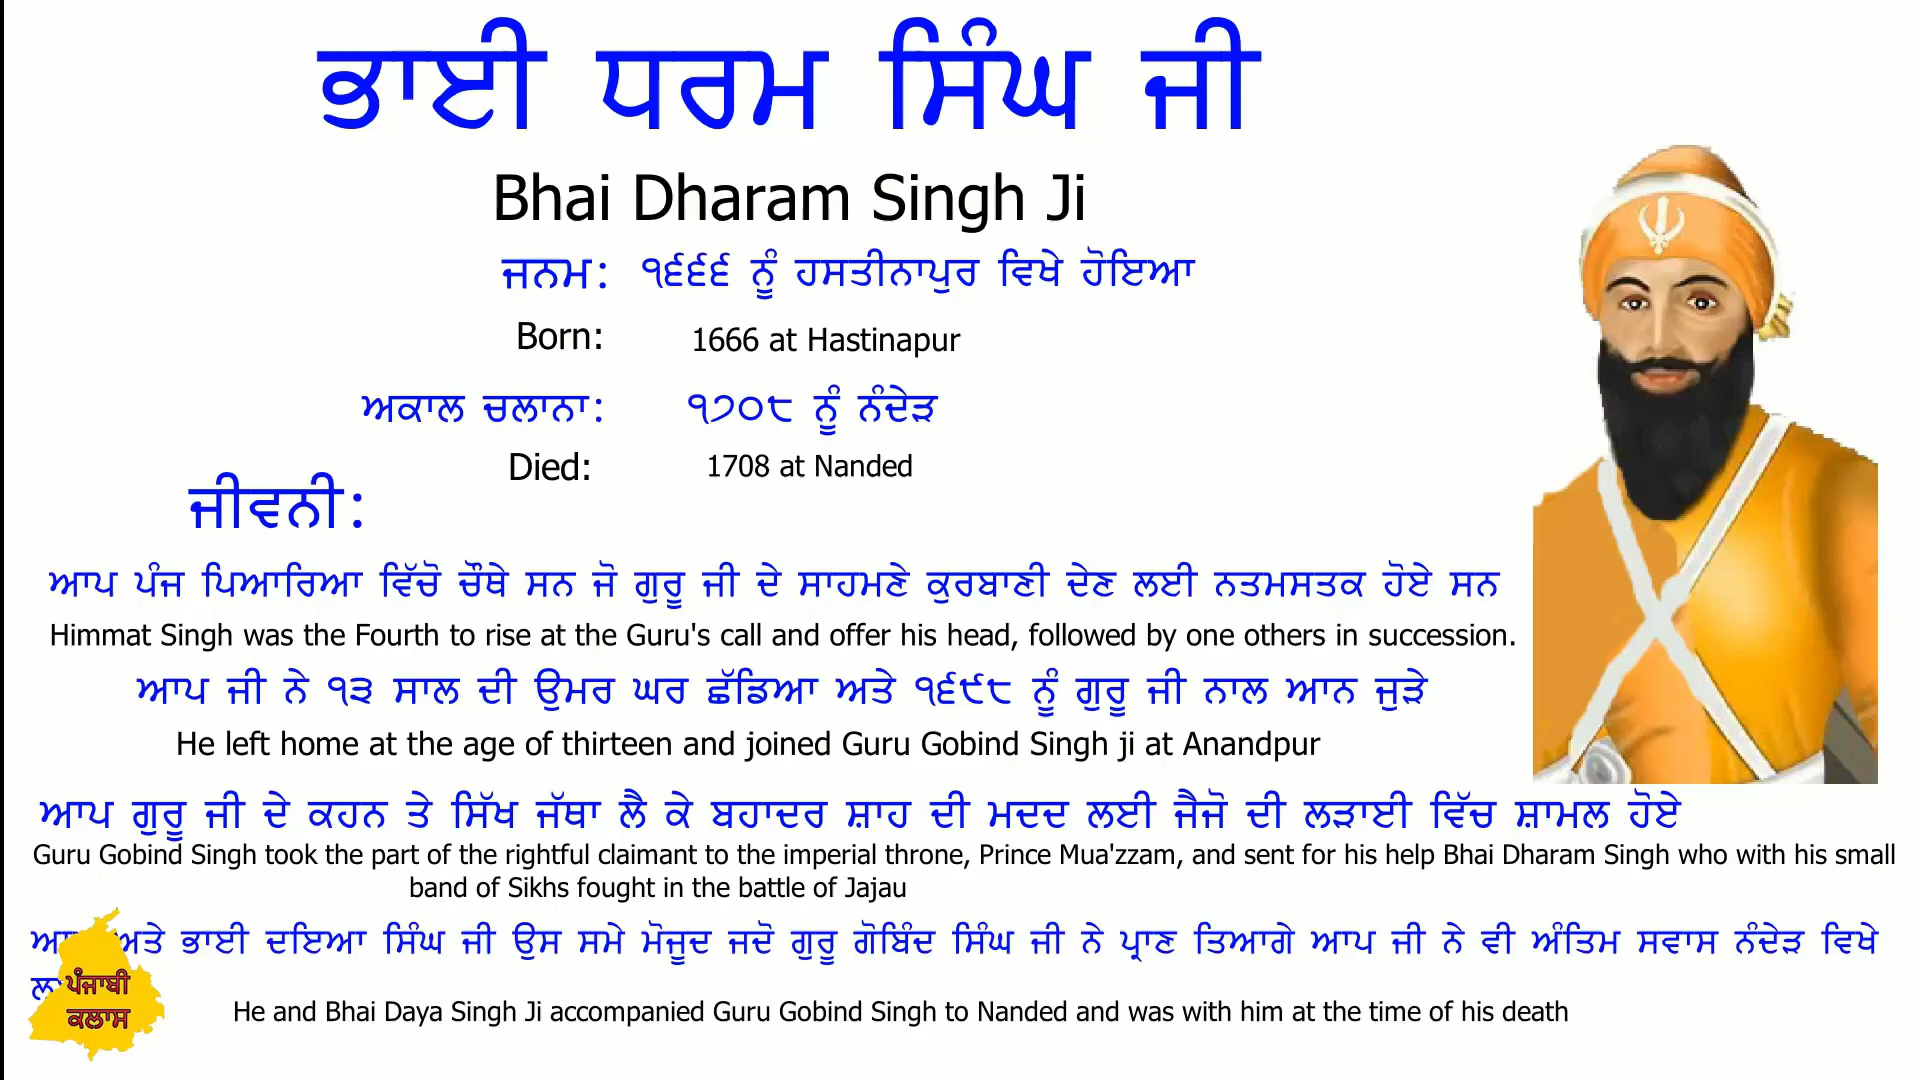 ਭਾਈ ਧਰਮ ਸਿੰਘ ਜੀ
Bhai Dharam Singh Ji
ਜਨਮ: ੧੬੬੬ ਨੂੰ ਹਸਤੀਨਾਪੁਰ ਵਿਖੇ ਹੋਇਆ
Born: 1666 at Hastinapur
ਅਕਾਲ ਚਲਾਨਾ: ੧੭੦੮ ਨੂੰ ਨੰਦੇੜ
Died: 1708 at Nanded
ਜੀਵਨੀ:
ਆਪ ਪੰਜ ਪਿਆਰਿਆ ਵਿੱਚੋ ਚੌਥੇ ਸਨ ਜੋ ਗੁਰੂ ਜੀ ਦੇ ਸਾਹਮਣੇ ਕੁਰਬਾਣੀ ਦੇਣ ਲਈ ਨਤਮਸਤਕ ਹੋਏ ਸਨ
Himmat Singh was the Fourth to rise at the Guru's call and offer his head, followed by one others in succession.
ਆਪ ਜੀ ਨੇ ੧੩ ਸਾਲ ਦੀ ਉਮਰ ਘਰ ਛੱਡਿਆ ਅਤੇ ੧੬੯੮ ਨੂੰ ਗੁਰੂ ਜੀ ਨਾਲ ਆਨ ਜੁੜੇ
He left home at the age of thirteen and joined Guru Gobind Singh ji at Anandpur
ਆਪ ਗੁਰੂ ਜੀ ਦੇ ਕਹਨ ਤੇ ਸਿੱਖ ਜੱਥਾ ਲੈ ਕੇ ਬਹਾਦਰ ਸ਼ਾਹ ਦੀ ਮਦਦ ਲਈ ਜੈਜੋ ਦੀ ਲੜਾਈ ਵਿੱਚ ਸ਼ਾਮਲ ਹੋਏ
Guru Gobind Singh took the part of the rightful claimant to the imperial throne, Prince Mua'zzam, and sent for his help Bhai Dharam Singh who with his small
band of Sikhs fought in the battle of Jajau
ਅਤੇ ਭਾਈ ਦਇਆ ਸਿੰਘ ਜੀ ਉਸ ਸਮੇ ਮੋਜੂਦ ਜਦੋ ਗੁਰੂ ਗੋਬਿੰਦ ਸਿੰਘ ਜੀ ਨੇ ਪ੍ਰਾਣ ਤਿਆਗੇ ਆਪ ਜੀ ਨੇ ਵੀ ਅੰਤਿਮ ਸਵਾਸ ਨੰਦੇੜ ਵਿਖੇ
He and Bhai Daya Singh Ji accompanied Guru Gobind Singh to Nanded and was with him at the time of his death
ਪੰਜਾਬੀ
ਕਲਾਸ